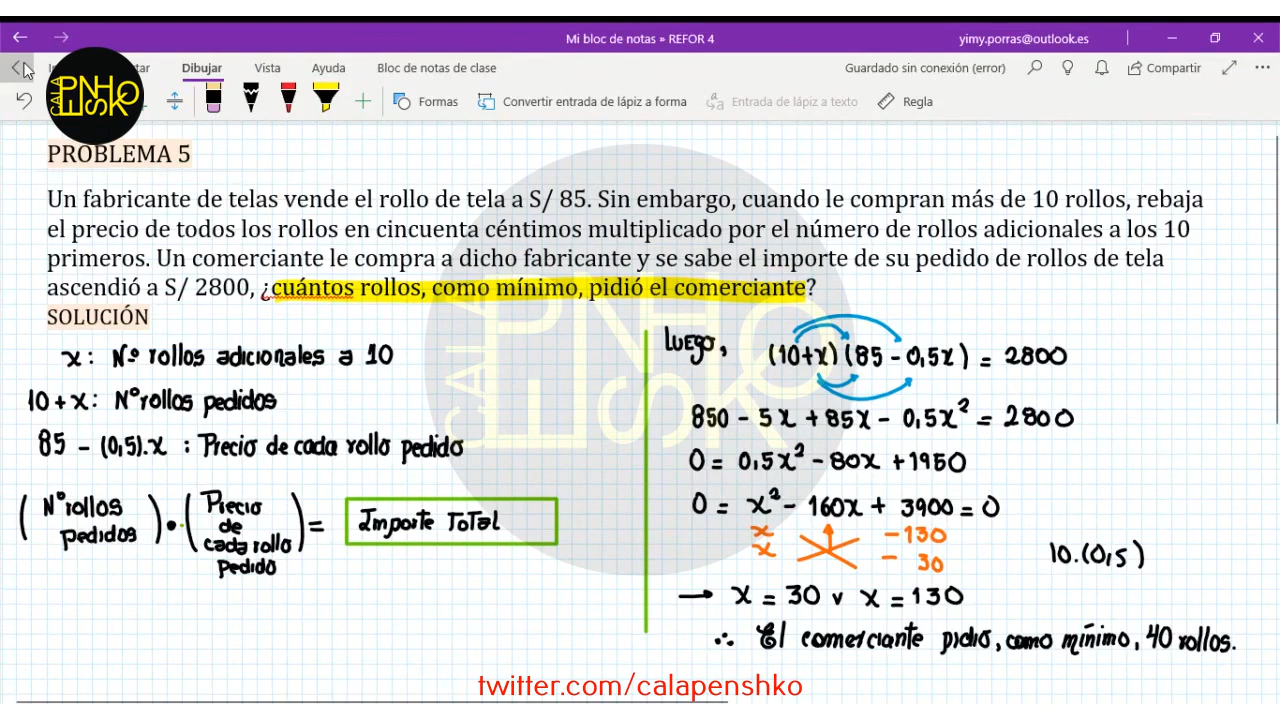 Mi bloc de notas » REFOR 4
yimy.porras@outlook.es
Dibujar
Vista
Ayuda
Bloc de notas de clase
Guardado sin conexión (error)
Compartir
Formas
Convertir entrada de lápiz a forma
Entrada de lápiz a texto
Regla
CALA
PENSHKO
PROBLEMA 5
Un fabricante de telas vende el rollo de tela a S/ 85. Sin embargo, cuando le compran más de 10 rollos, rebaja
el precio de todos los rollos en cincuenta céntimos multiplicado por el número de rollos adicionales a los 10
primeros. Un comerciante le compra a dicho fabricante y se sabe el importe de su pedido de rollos de tela
ascendió a S/ 2800, ¿cuántos rollos, como mínimo, pidió el comerciante?
SOLUCIÓN
x: Nº rollos adicionales a 10
10 + x: Nº rollos pedidos
85 - (0,5).x : Precio de cada rollo pedido
(Nº rollos pedidos) • (Precio de cada rollo pedido) = Importe Total
Luego, (10+x)(85 - 0,5x) = 2800
850 - 5x + 85x - 0,5x² = 2800
0 = 0,5x² - 80x + 1950
0 = x² - 160x + 3900 = 0
x -130
x - 30
10.(0,5)
→ x = 30 v x = 130
∴ El comerciante pidió, como mínimo, 40 rollos.
twitter.com/calapenshko